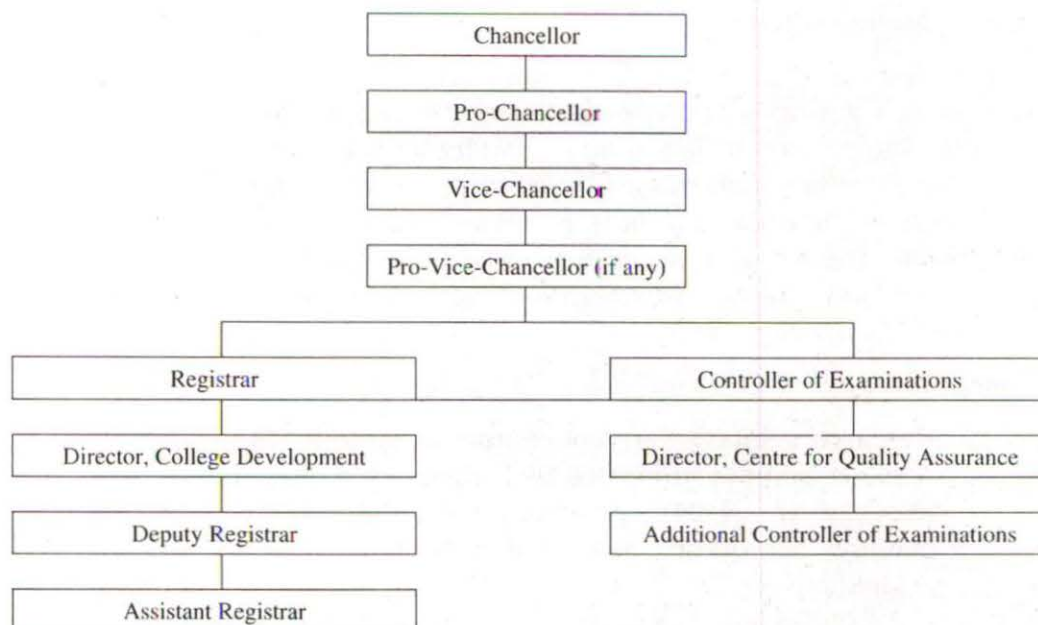 Chancellor
Pro-Chancellor
Vice-Chancellor
Pro-Vice-Chancellor (if any)
Registrar
Controller of Examinations
Director, College Development
Director, Centre for Quality Assurance
Deputy Registrar
Additional Controller of Examinations
Assistant Registrar